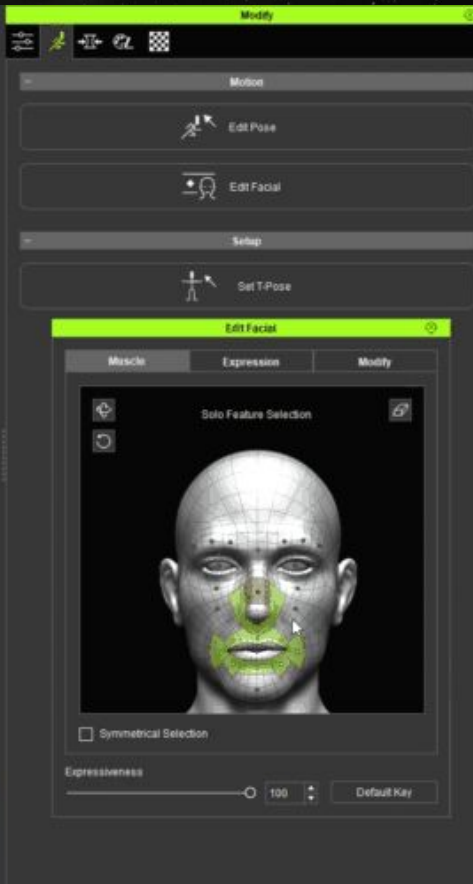 Modify
Motion
Edit Pose
Edit Facial
Setup
Set T-Pose
Edit Facial
Muscle Expression Modify
Solo Feature Selection
Symmetrical Selection
Expressiveness
100 Default Key